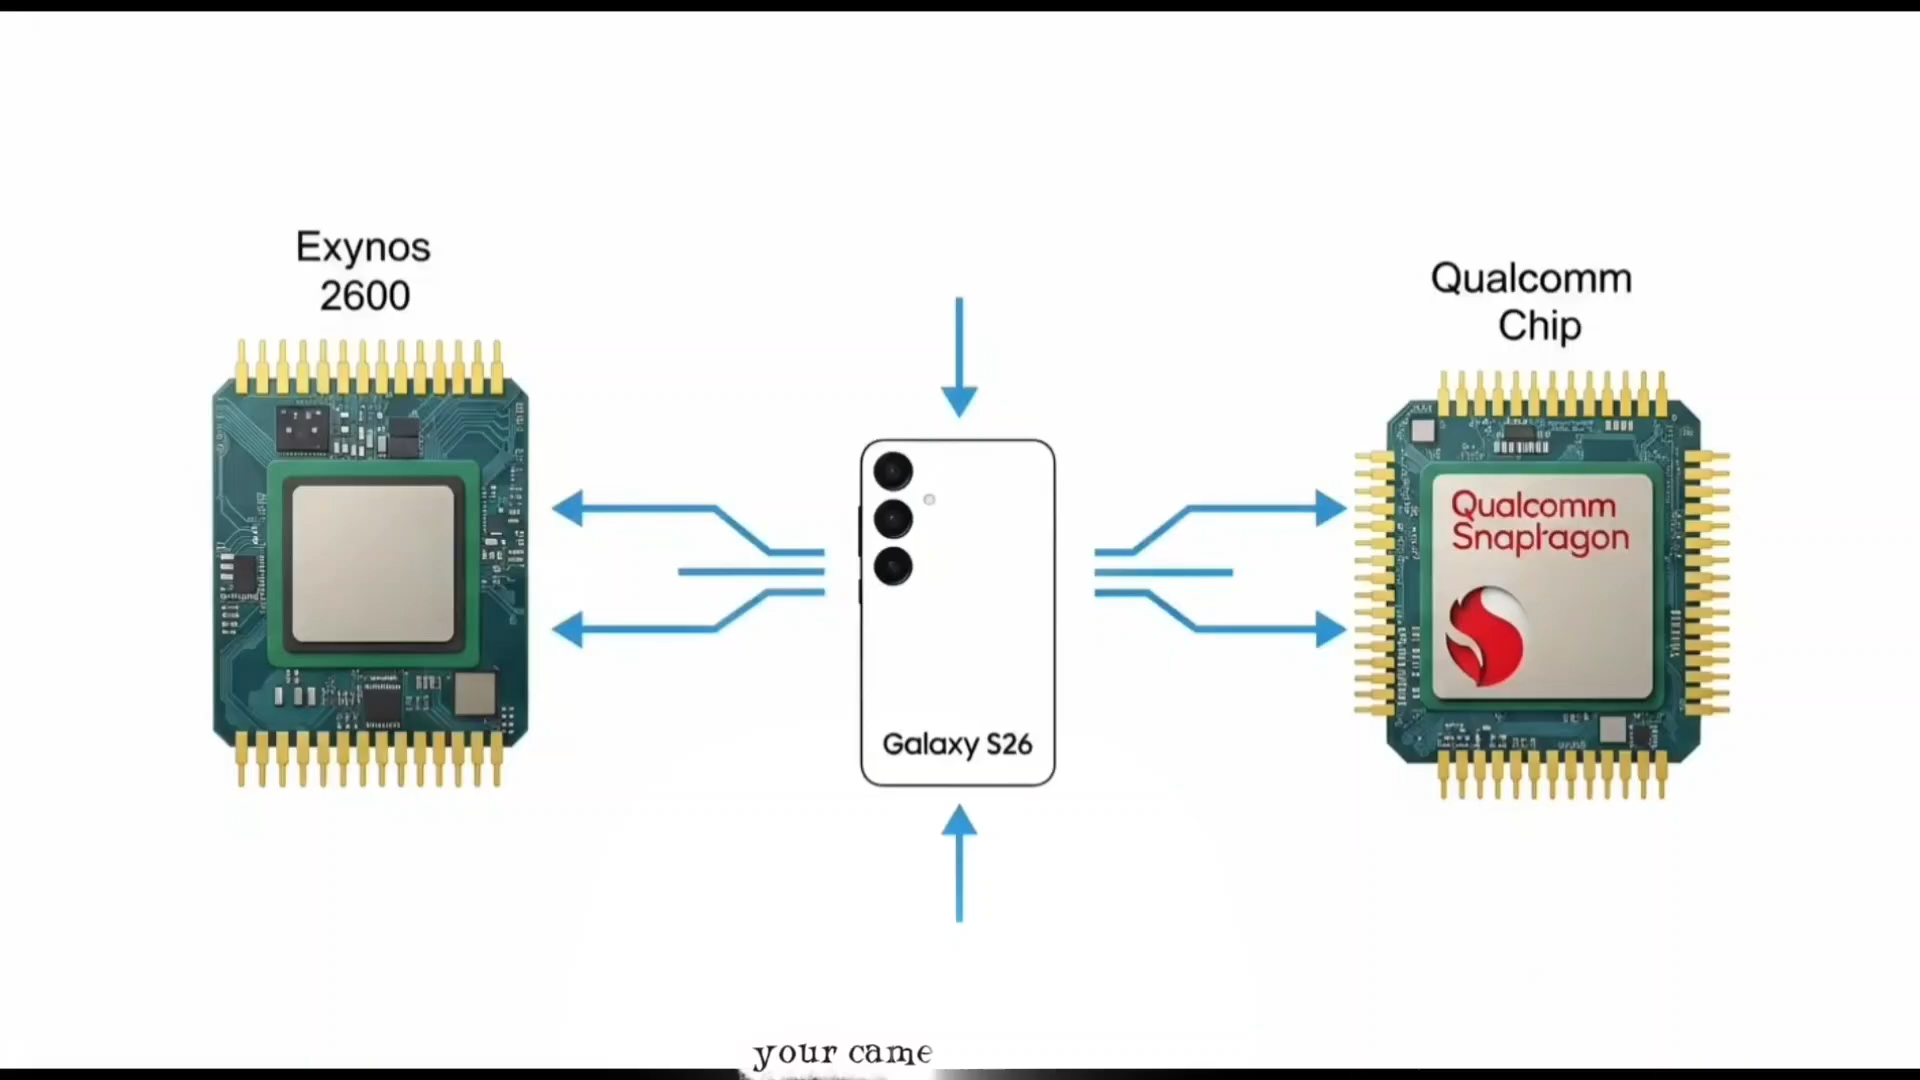 Exynos
2600
Qualcomm
Chip
Qualcomm
Snapdragon
Galaxy S26
your came